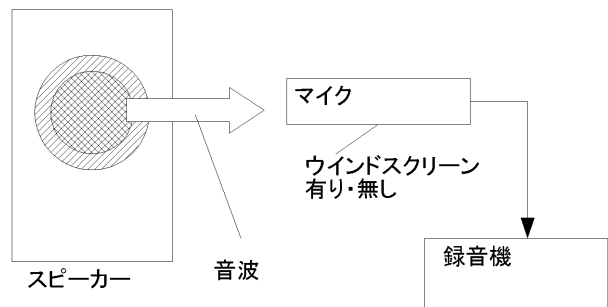 マイク
ウインドスクリーン
有り・無し
スピーカー
音波
録音機